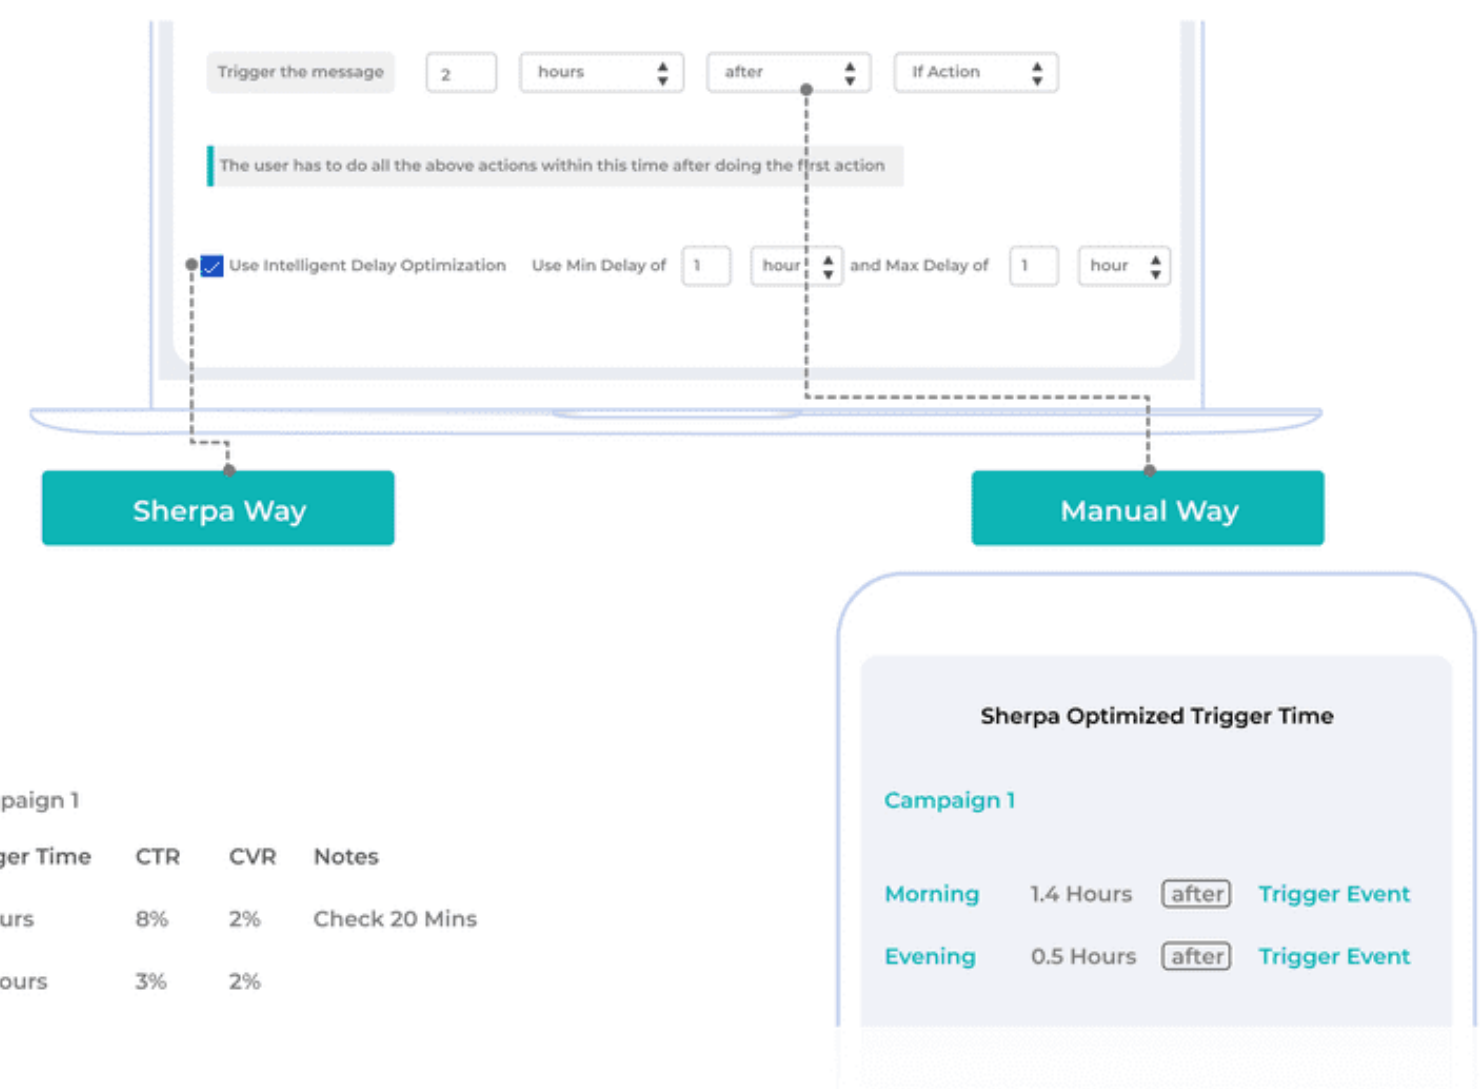 Trigger the message 2 hours after If Action
The user has to do all the above actions within this time after doing the first action
Use Intelligent Delay Optimization Use Min Delay of 1 hour and Max Delay of 1 hour
Sherpa Way
Manual Way
paign 1
ger Time CTR CVR Notes
urs 8% 2% Check 20 Mins
ours 3% 2%
Sherpa Optimized Trigger Time
Campaign 1
Morning 1.4 Hours after Trigger Event
Evening 0.5 Hours after Trigger Event